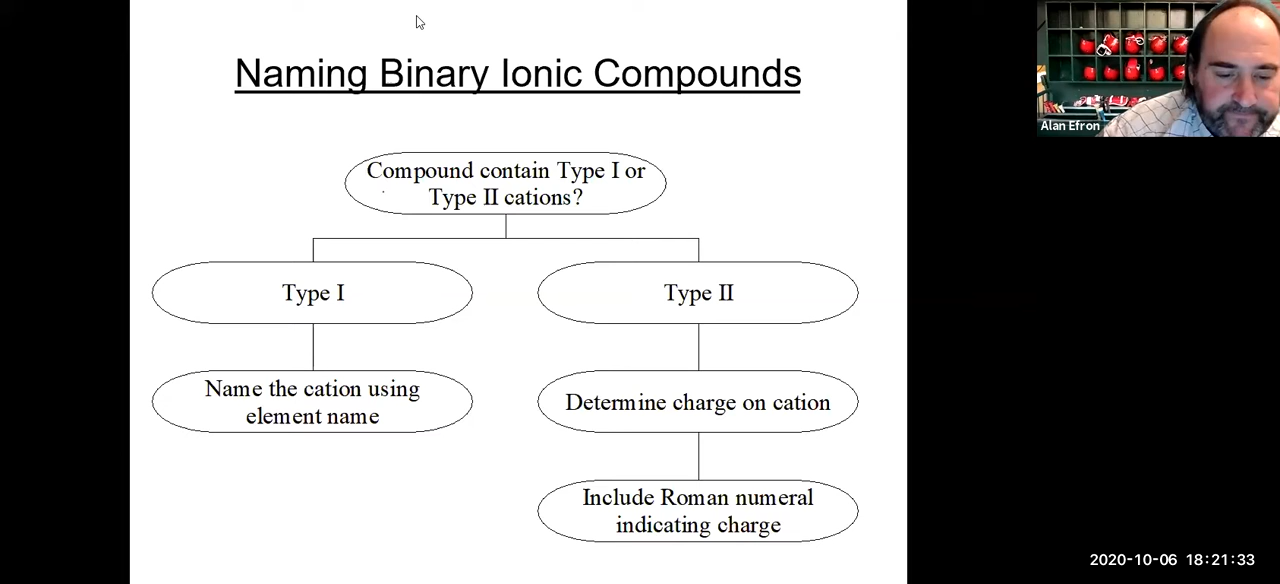 Naming Binary Ionic Compounds
Alan Efron
Compound contain Type I or
Type II cations?
Type I
Type II
Name the cation using
element name
Determine charge on cation
Include Roman numeral
indicating charge
2020-10-06 18:21:33